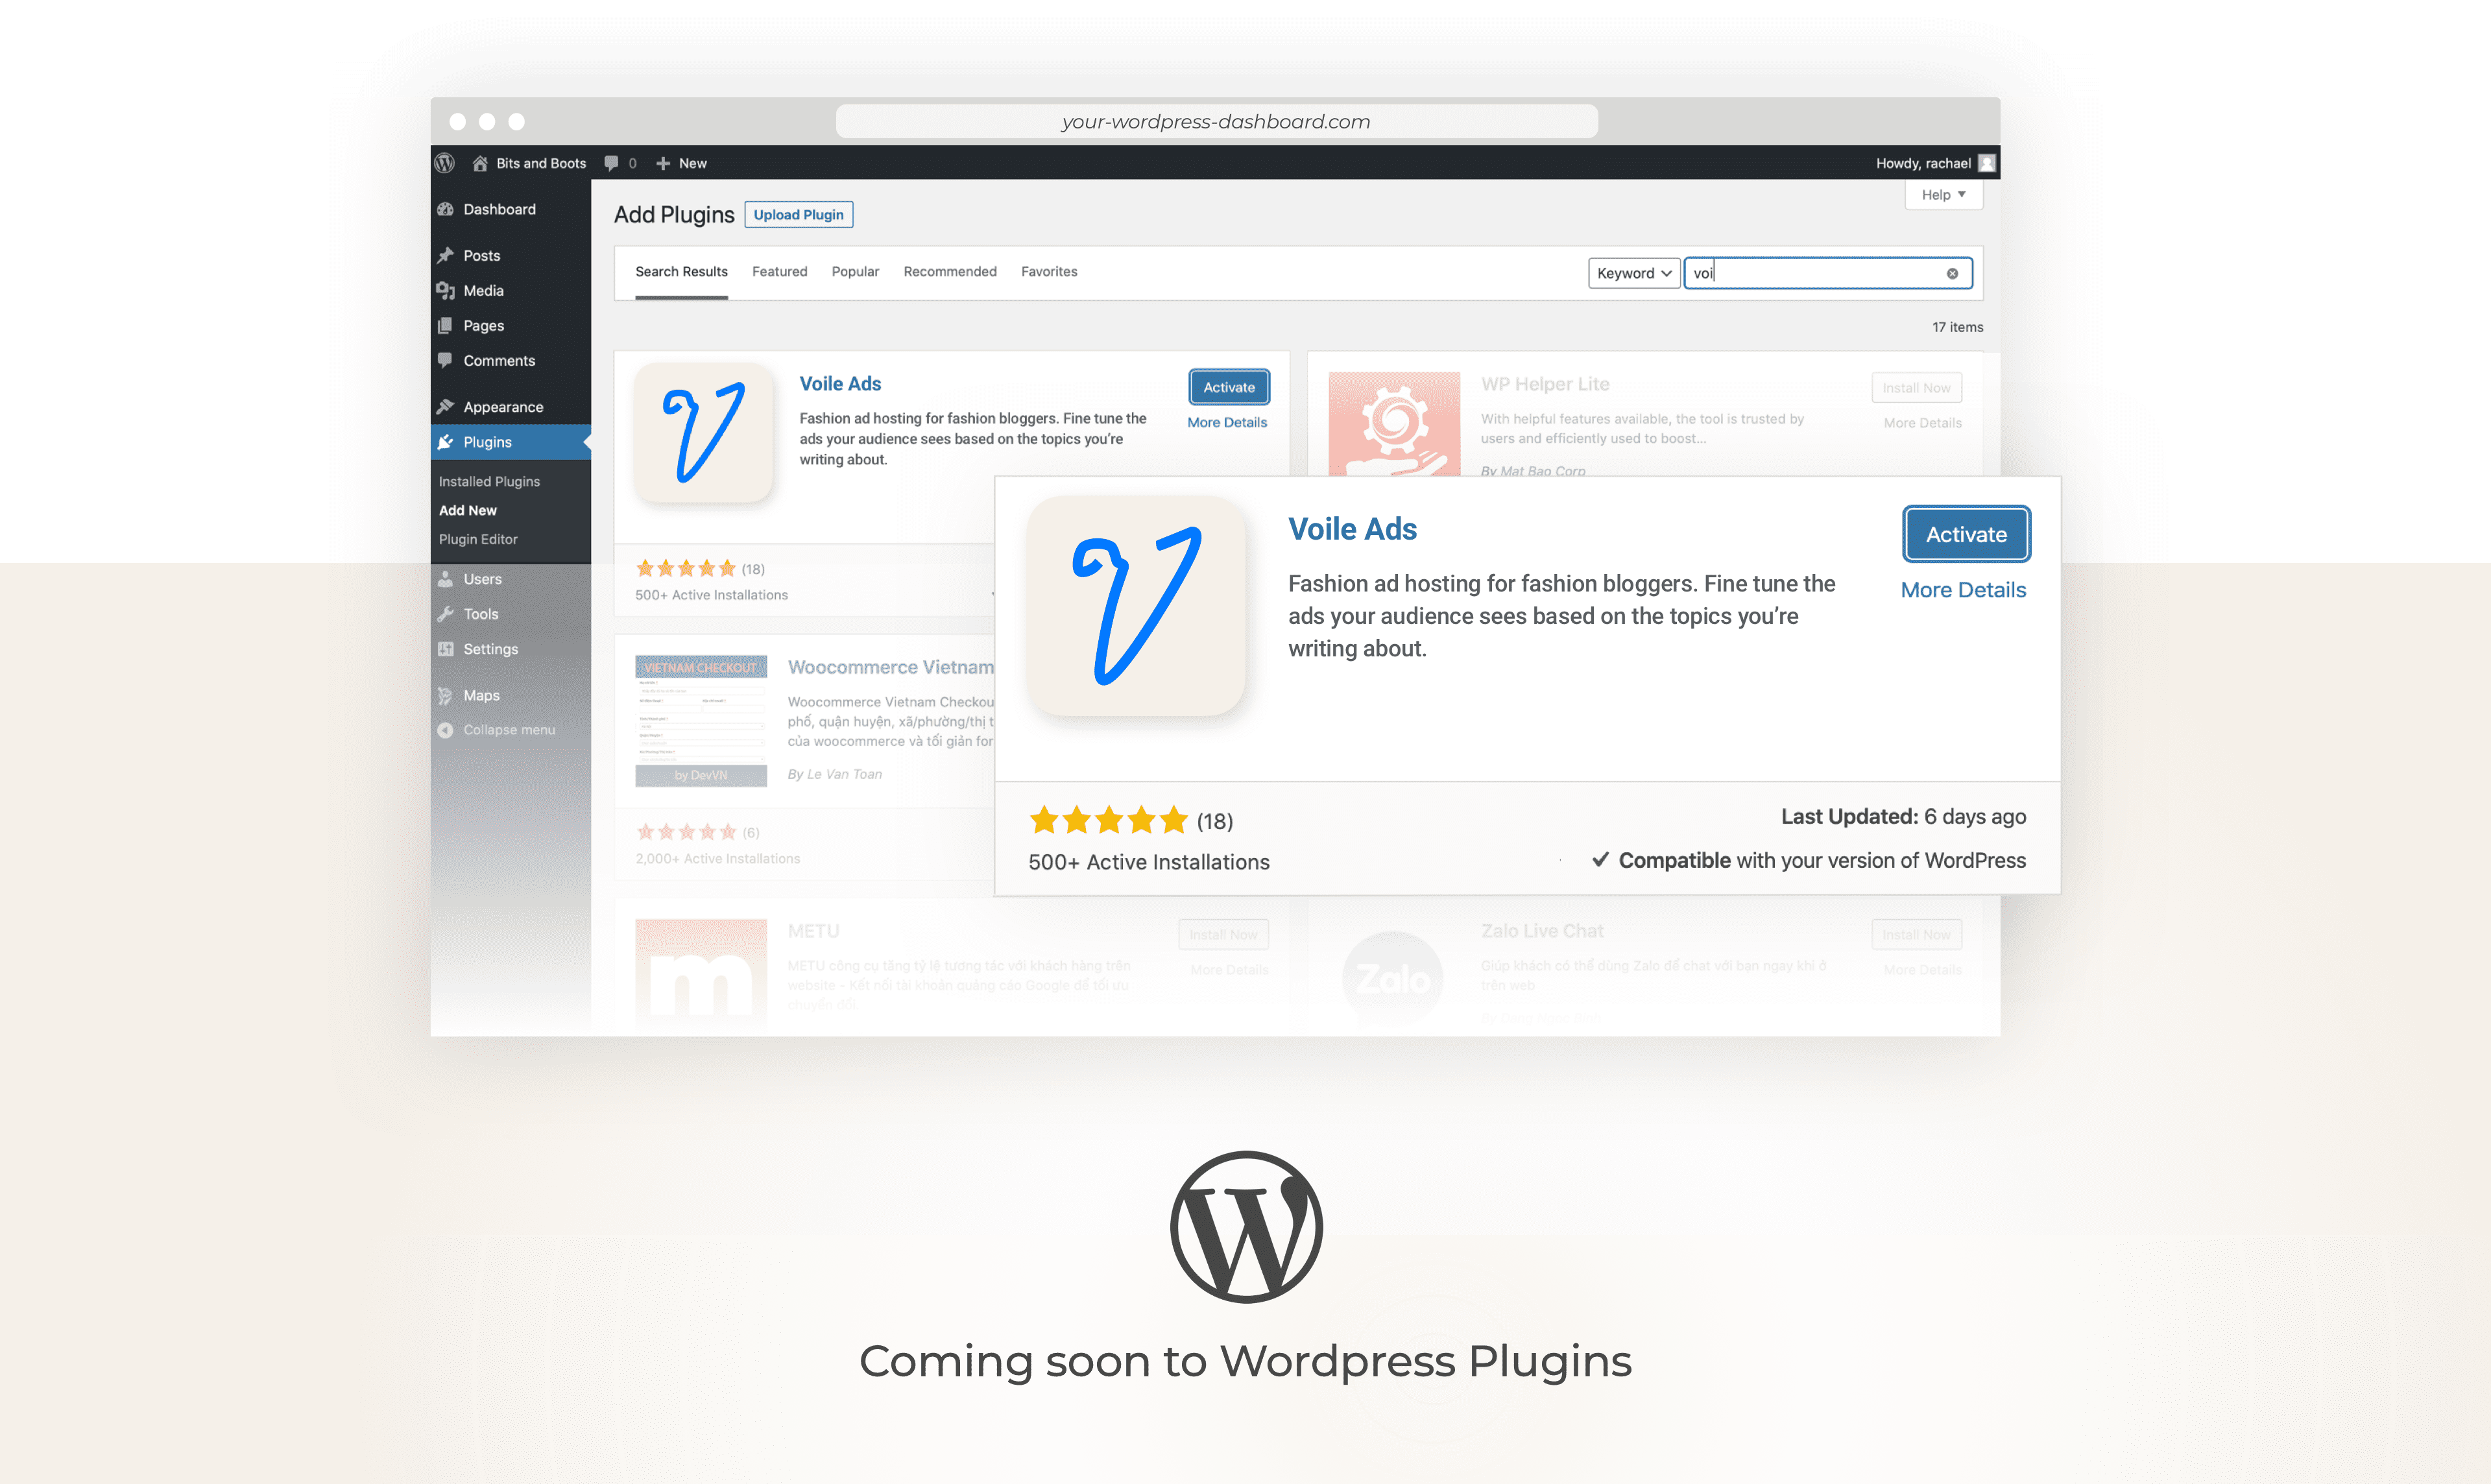 your-wordpress-dashboard.com
Bits and Boots
0
New
Howdy, rachael
Help
Dashboard
Posts
Media
Pages
Comments
Appearance
Plugins
Installed Plugins
Add New
Plugin Editor
Users
Tools
Settings
Maps
Collapse menu
Add Plugins
Upload Plugin
Search Results
Featured
Popular
Recommended
Favorites
Keyword
voi
17 items
Voile Ads
Activate
More Details
Fashion ad hosting for fashion bloggers. Fine tune the
ads your audience sees based on the topics you’re
writing about.
(18)
500+ Active Installations
WP Helper Lite
Install Now
More Details
With helpful features available, the tool is trusted by
users and efficiently used to boost...
By Mat Bao Corp
Voile Ads
Activate
More Details
Fashion ad hosting for fashion bloggers. Fine tune the
ads your audience sees based on the topics you’re
writing about.
(18)
500+ Active Installations
Last Updated: 6 days ago
Compatible with your version of WordPress
VIETNAM CHECKOUT
by DevVN
Woocommerce Vietnam
Woocommerce Vietnam Checkou
phố, quận huyện, xã/phường/thị t
của woocommerce và tối giản for
By Le Van Toan
(6)
2,000+ Active Installations
m
METU
Install Now
More Details
METU công cụ tăng tỷ lệ tương tác với khách hàng trên
website - Kết nối tài khoản quảng cáo Google để tối ưu
chuyển đổi.
Zalo
Zalo Live Chat
Install Now
More Details
Giúp khách có thể dùng Zalo để chat với bạn ngay khi ở
trên web
Coming soon to Wordpress Plugins